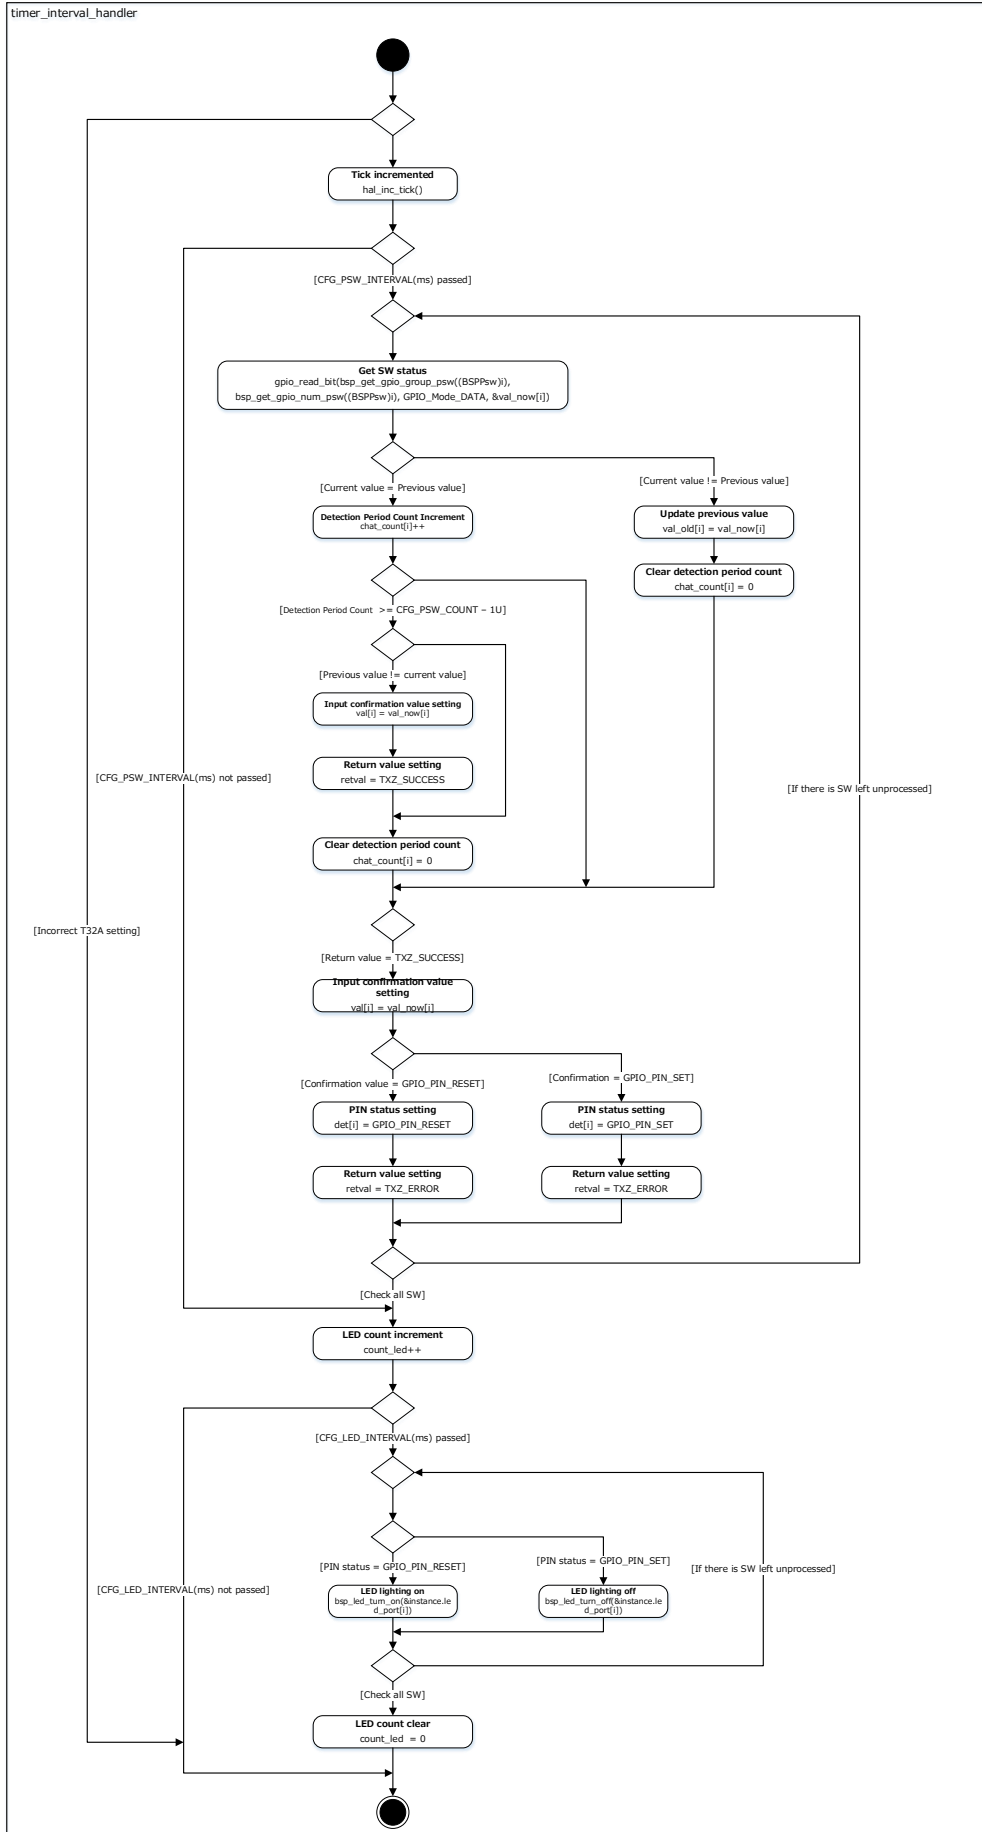 timer_interval_handler
Tick incremented
hal_inc_tick()
[CFG_PSW_INTERVAL(ms) passed]
Get SW status
gpio_read_bit(bsp_get_gpio_group_psw((BSPPsw)i),
bsp_get_gpio_num_psw((BSPPsw)i), GPIO_Mode_DATA, &val_now[i])
[Current value = Previous value]
[Current value != Previous value]
Detection Period Count Increment
chat_count[i]++
Update previous value
val_old[i] = val_now[i]
Clear detection period count
chat_count[i] = 0
[Detection Period Count >= CFG_PSW_COUNT – 1U]
[Previous value != current value]
Input confirmation value setting
val[i] = val_now[i]
Return value setting
retval = TXZ_SUCCESS
[CFG_PSW_INTERVAL(ms) not passed]
[If there is SW left unprocessed]
Clear detection period count
chat_count[i] = 0
[Incorrect T32A setting]
[Return value = TXZ_SUCCESS]
Input confirmation value
setting
val[i] = val_now[i]
[Confirmation value = GPIO_PIN_RESET]
[Confirmation = GPIO_PIN_SET]
PIN status setting
det[i] = GPIO_PIN_RESET
PIN status setting
det[i] = GPIO_PIN_SET
Return value setting
retval = TXZ_ERROR
Return value setting
retval = TXZ_ERROR
[Check all SW]
LED count increment
count_led++
[CFG_LED_INTERVAL(ms) passed]
[PIN status = GPIO_PIN_RESET]
[PIN status = GPIO_PIN_SET]
[If there is SW left unprocessed]
[CFG_LED_INTERVAL(ms) not passed]
LED lighting on
bsp_led_turn_on(&instance.le
d_port[i])
LED lighting off
bsp_led_turn_off(&instance.le
d_port[i])
[Check all SW]
LED count clear
count_led = 0